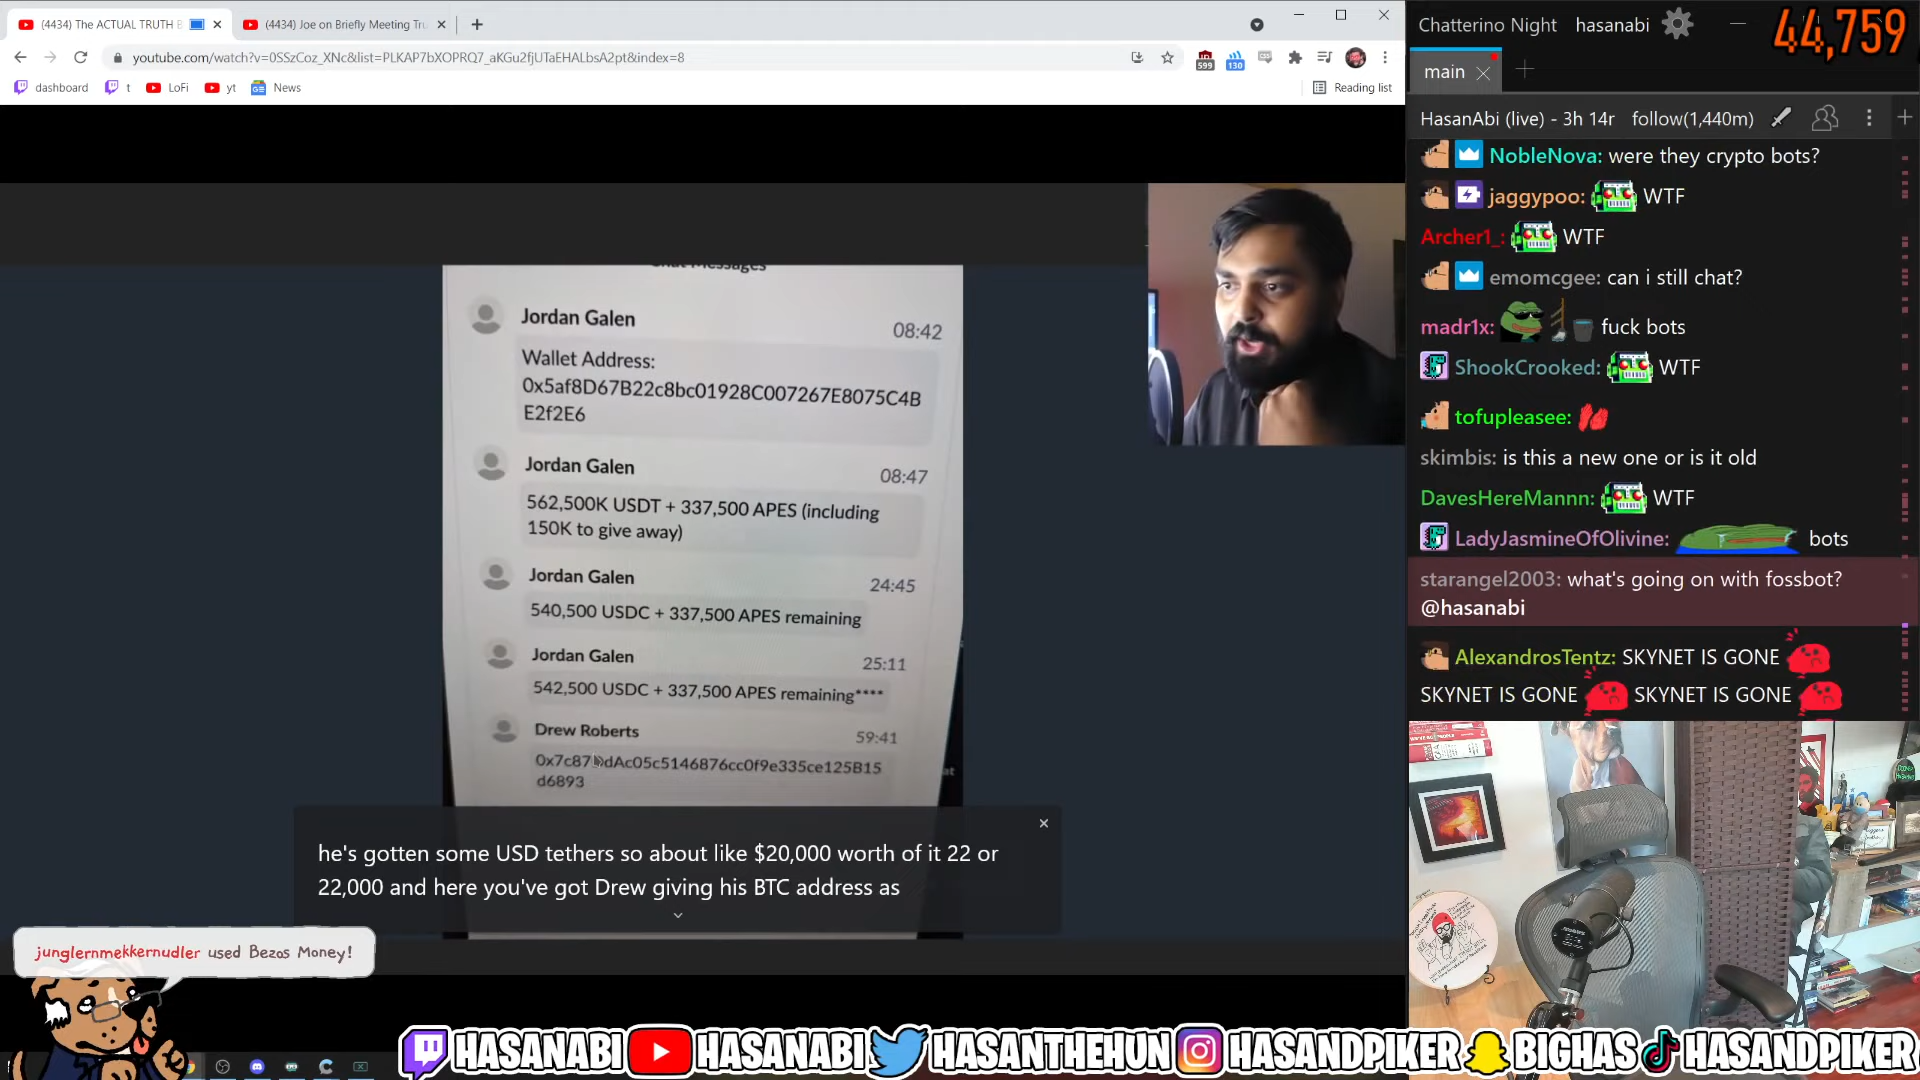 (4434) The ACTUAL TRUTH B
(4434) Joe on Briefly Meeting Tru
youtube.com/watch?v=0SSzCoz_XNc&list=PLKAP7bXOPRQ7_aKGu2fjUTaEHALbsA2pt&index=8
599
130
dashboard
t
LoFi
yt
News
Reading list
Chat Messages
Jordan Galen
08:42
Wallet Address:
0x5af8D67B22c8bc01928C007267E8075C4B
E2f2E6
Jordan Galen
08:47
562,500K USDT + 337,500 APES (including
150K to give away)
Jordan Galen
24:45
540,500 USDC + 337,500 APES remaining
Jordan Galen
25:11
542,500 USDC + 337,500 APES remaining****
Drew Roberts
59:41
d6893
he's gotten some USD tethers so about like $20,000 worth of it 22 or
22,000 and here you've got Drew giving his BTC address as
junglernmekkernudler used Bezos Money!
Chatterino Night
hasanabi
44,759
main
HasanAbi (live) - 3h 14r
follow(1,440m)
NobleNova: were they crypto bots?
jaggypoo: WTF
Archer1_: WTF
emomcgee: can i still chat?
madr1x: fuck bots
ShookCrooked: WTF
tofupleasee:
skimbis: is this a new one or is it old
DavesHereMannn: WTF
LadyJasmineOfOlivine: bots
starangel2003: what's going on with fossbot?
@hasanabi
AlexandrosTentz: SKYNET IS GONE
SKYNET IS GONE SKYNET IS GONE
HASANABI HASANABI HASANTHEHUN HASANDPIKER BIGHAS HASANDPIKER